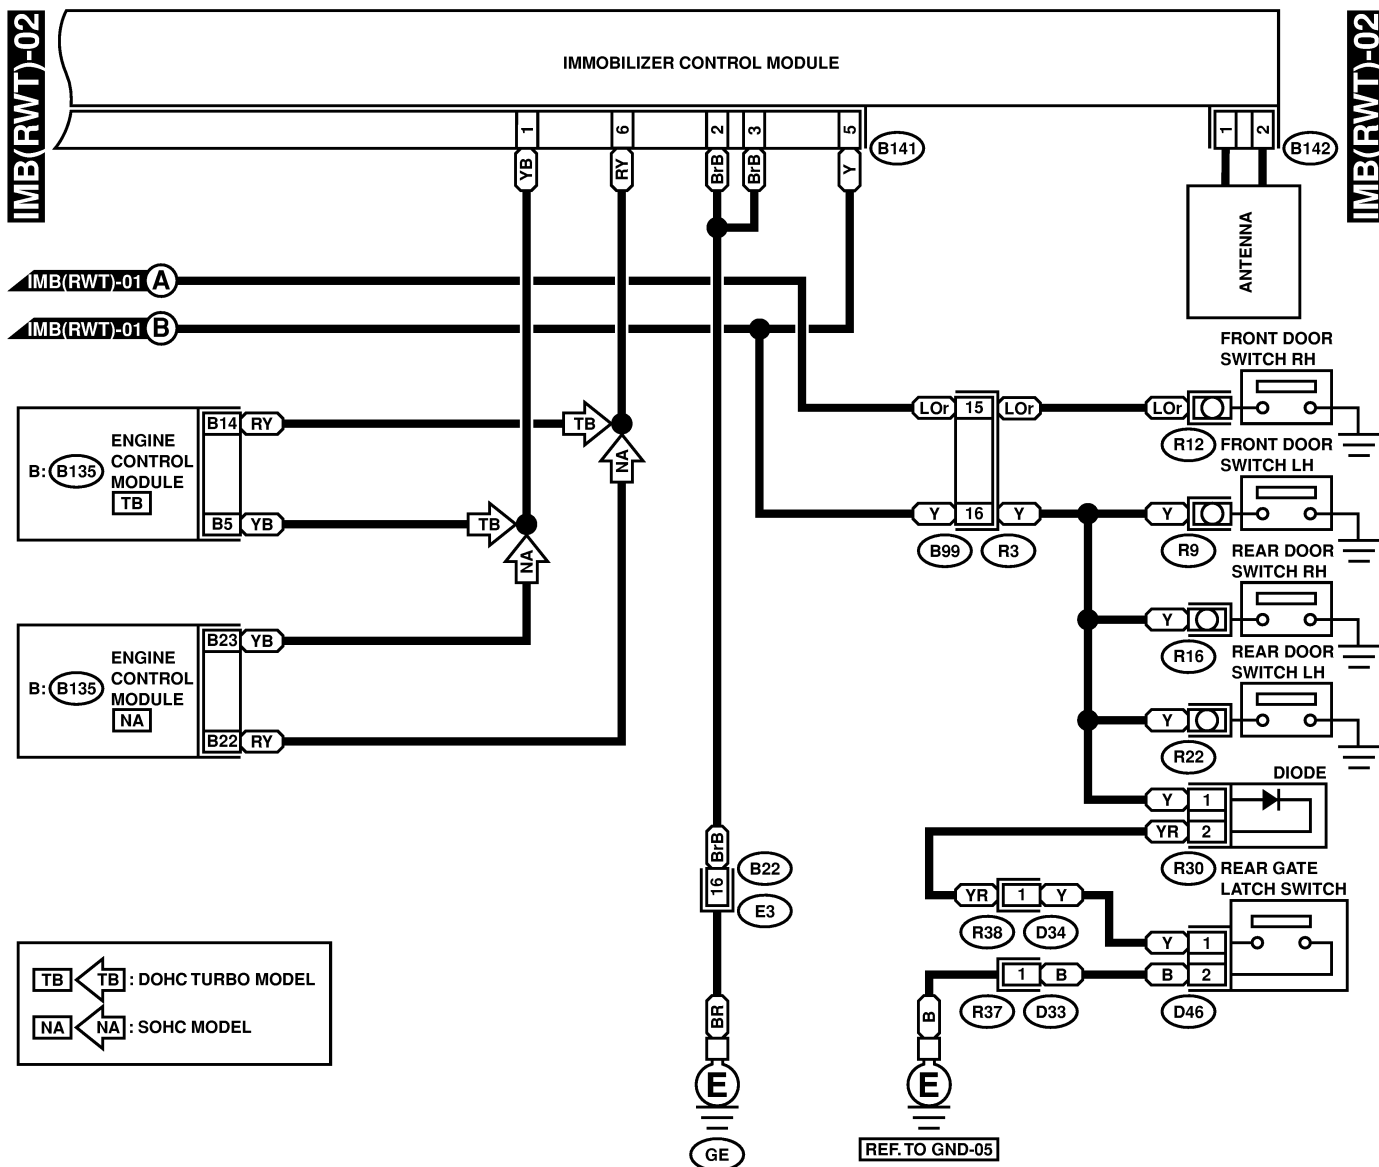 IMB(RWT)-02
IMB(RWT)-02
IMMOBILIZER CONTROL MODULE
1
6
2
3
5
B141
1
2
B142
YB
RY
BrB
BrB
Y
ANTENNA
IMB(RWT)-01 A
IMB(RWT)-01 B
FRONT DOOR
SWITCH RH
LOr
15
LOr
LOr
R12
FRONT DOOR
SWITCH LH
Y
16
Y
Y
B99
R3
R9
REAR DOOR
SWITCH RH
Y
R16
REAR DOOR
SWITCH LH
Y
R22
DIODE
Y
1
YR
2
R30
REAR GATE
LATCH SWITCH
YR
1
Y
R38
D34
Y
1
B
2
1
B
R37
D33
D46
B
E
REF. TO GND-05
B: B135
ENGINE
CONTROL
MODULE
TB
B14
RY
TB
NA
B5
YB
TB
NA
B: B135
ENGINE
CONTROL
MODULE
NA
B23
YB
B22
RY
BrB
16
B22
E3
BR
E
GE
TB TB : DOHC TURBO MODEL
NA NA : SOHC MODEL